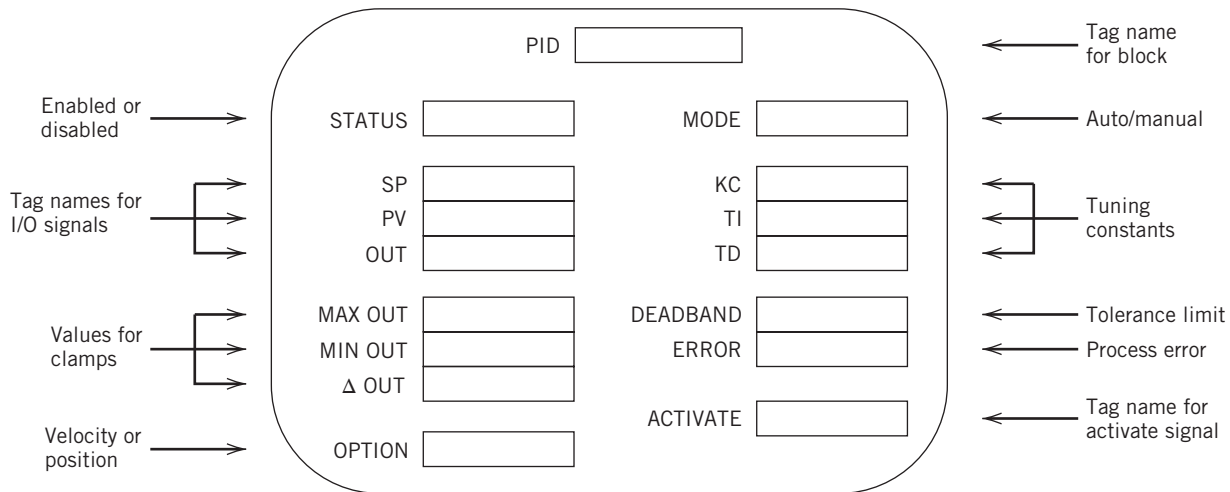 PID
Tag name
for block
Enabled or
disabled
STATUS
MODE
Auto/manual
Tag names for
I/O signals
SP
PV
OUT
KC
TI
TD
Tuning
constants
Values for
clamps
MAX OUT
MIN OUT
Δ OUT
DEADBAND
Tolerance limit
ERROR
Process error
ACTIVATE
Tag name for
activate signal
Velocity or
position
OPTION